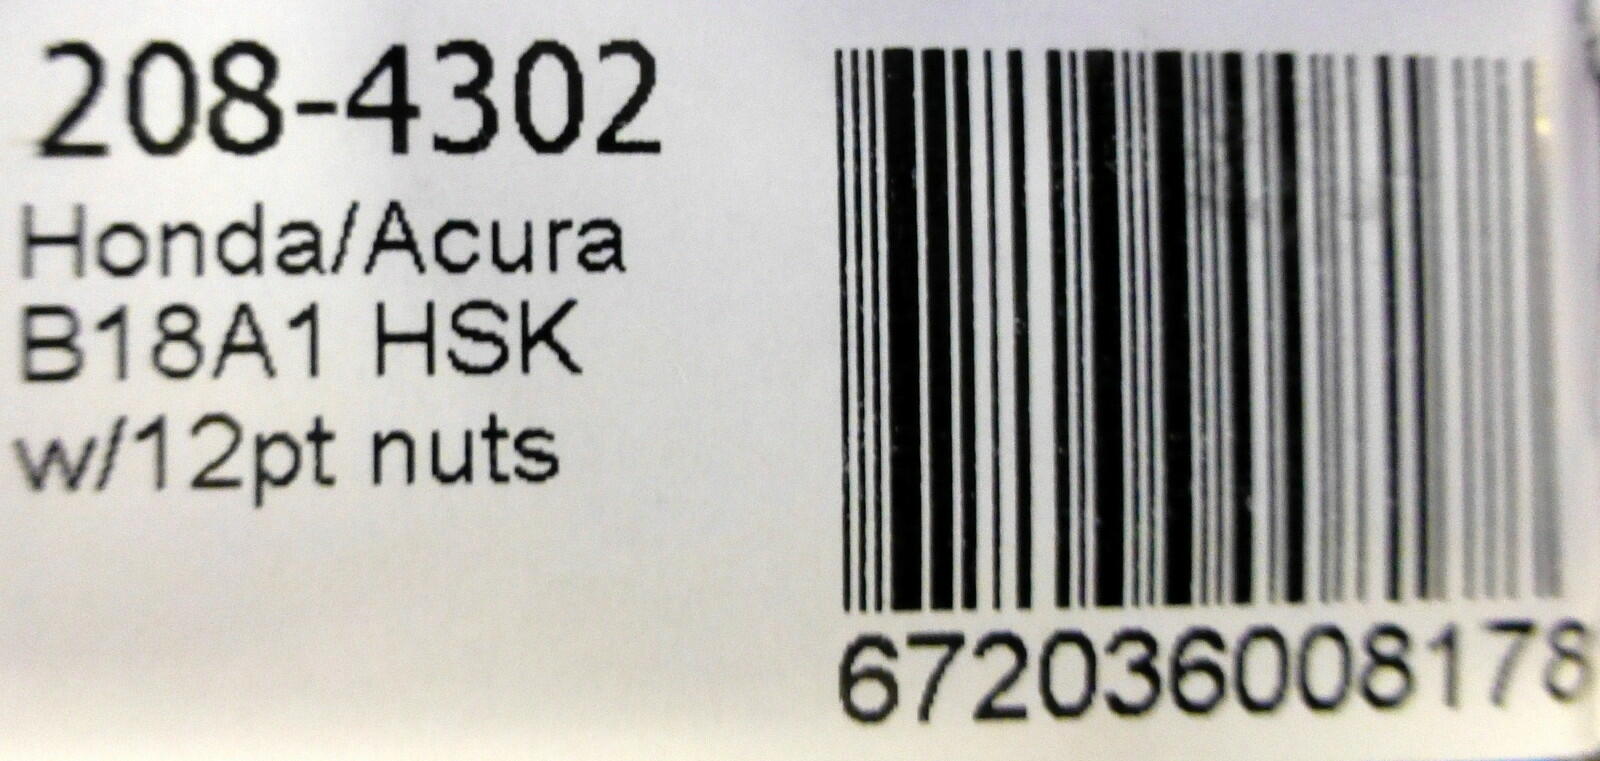 208-4302
Honda/Acura
B18A1 HSK
w/12pt nuts
672036008178